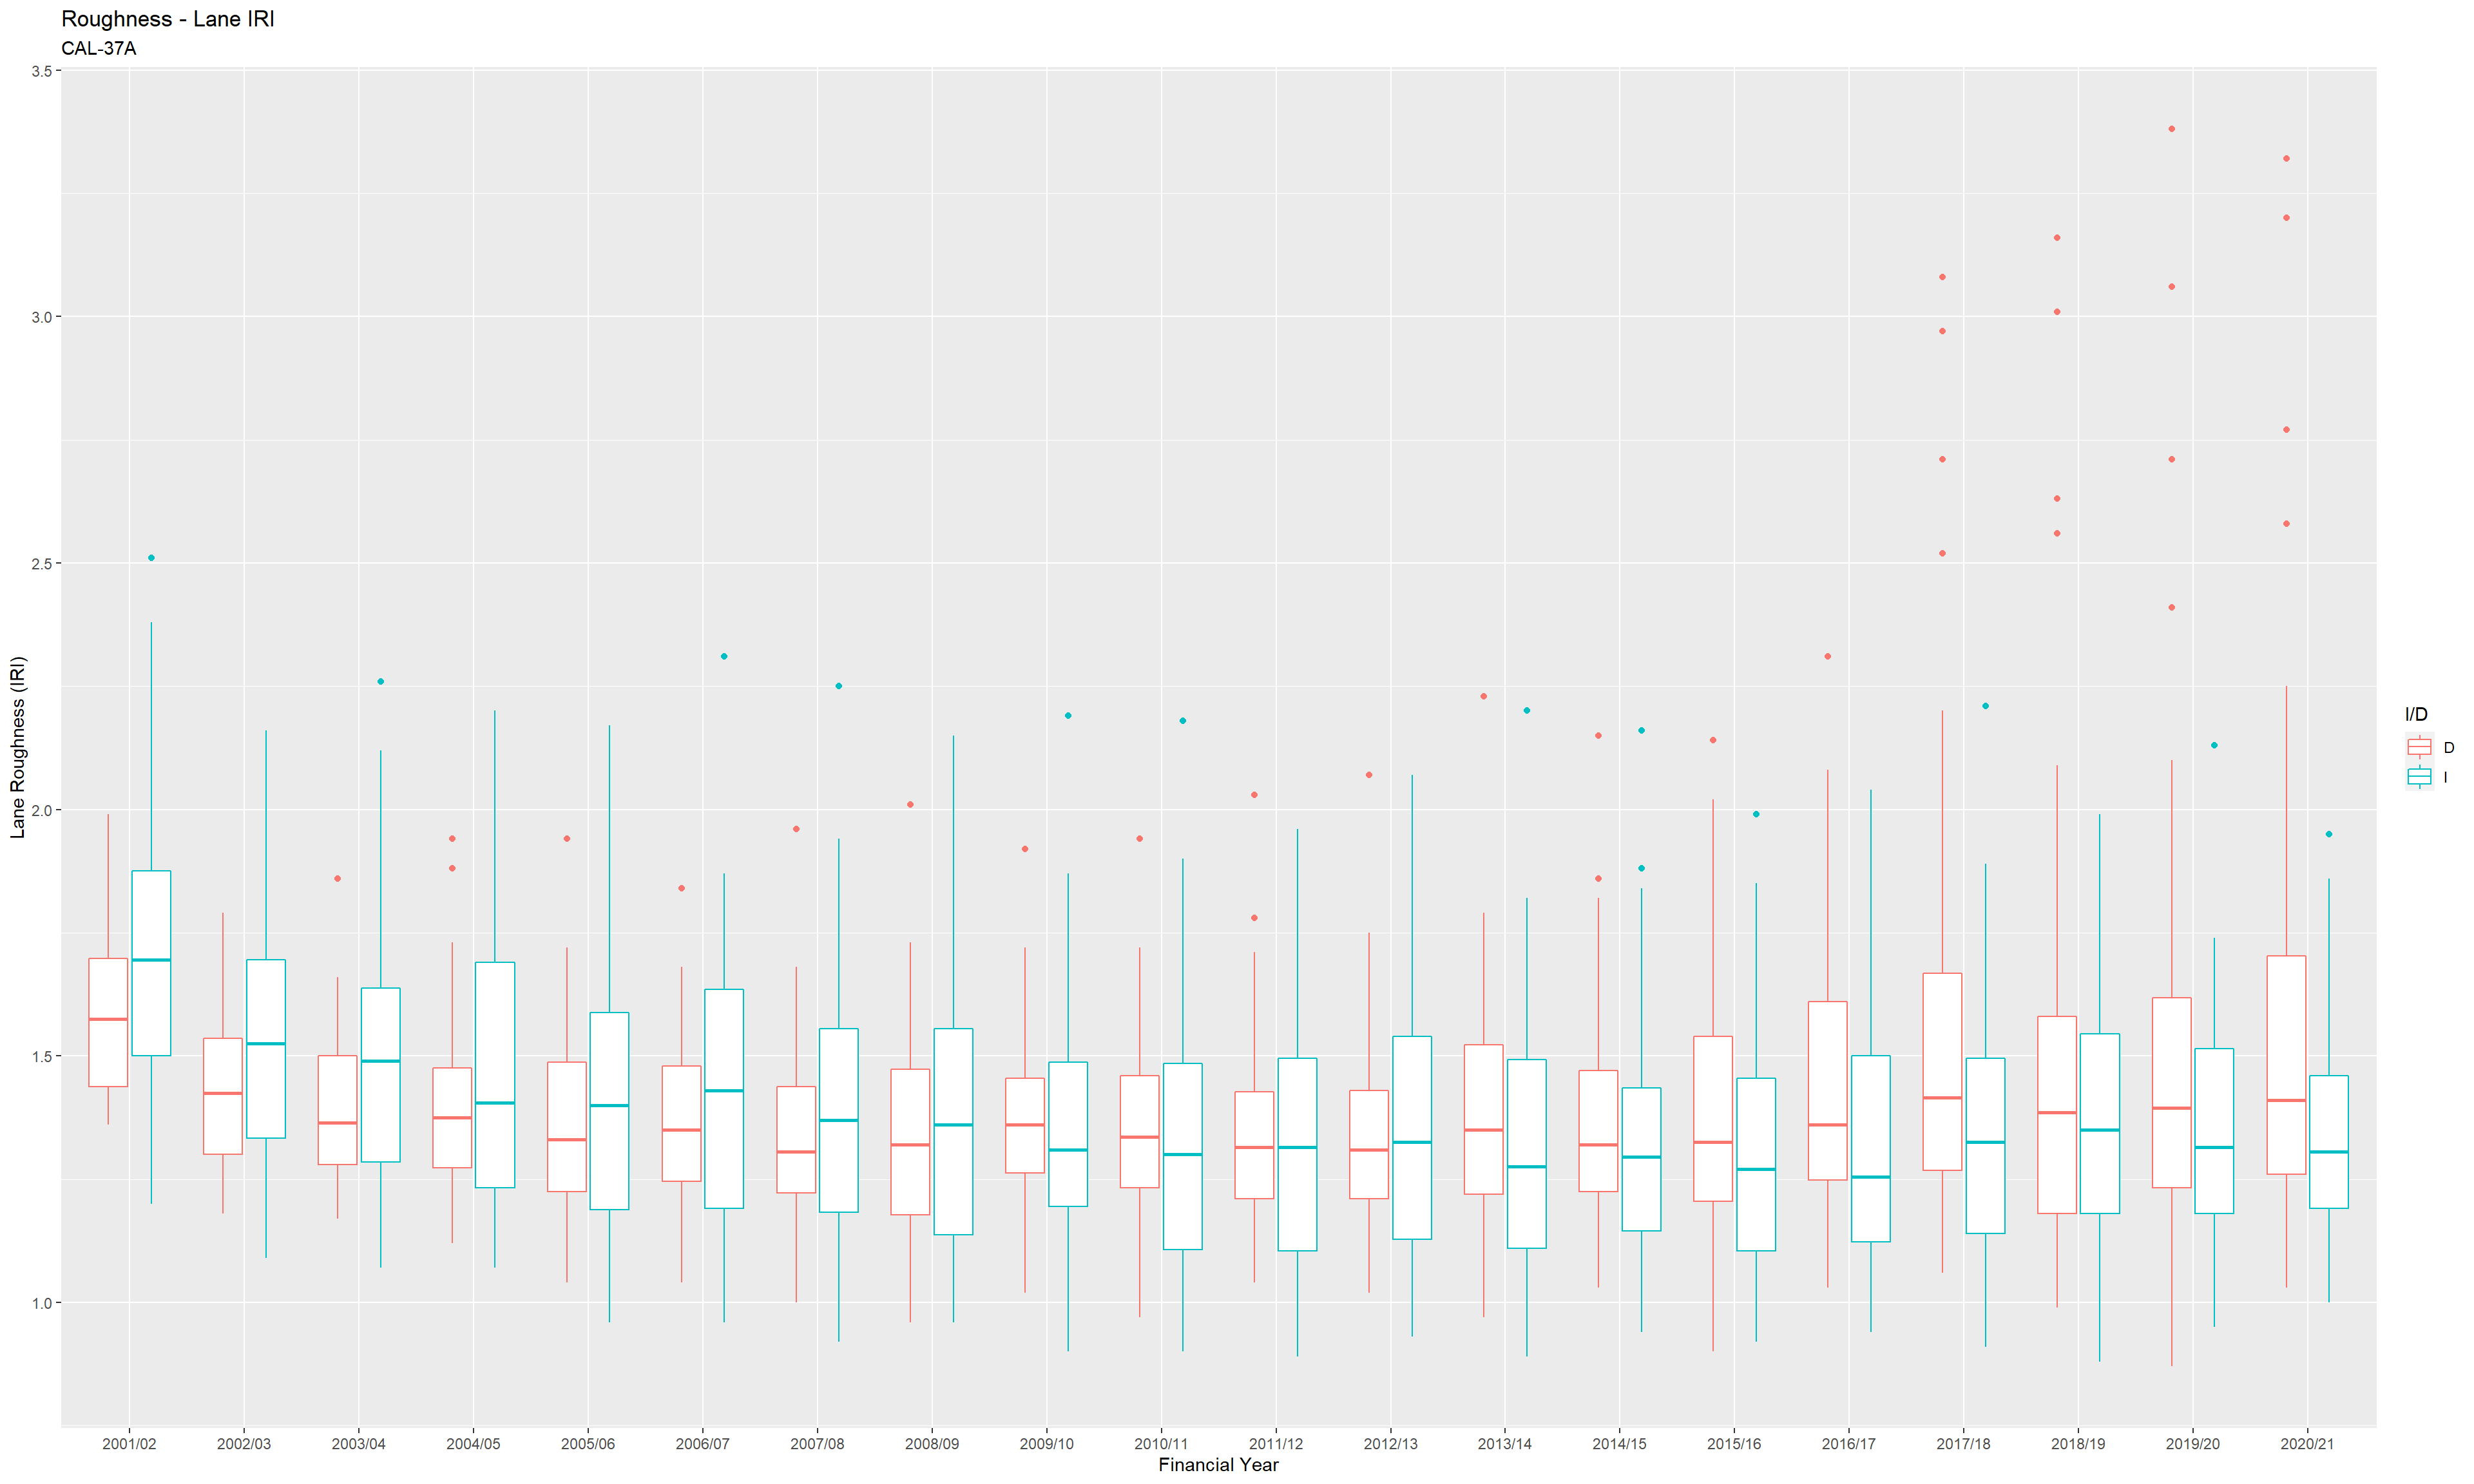 Roughness - Lane IRI
CAL-37A
3.5
3.0
2.5
2.0
1.5
1.0
Lane Roughness (IRI)
2001/02 2002/03 2003/04 2004/05 2005/06 2006/07 2007/08 2008/09 2009/10 2010/11 2011/12 2012/13 2013/14 2014/15 2015/16 2016/17 2017/18 2018/19 2019/20 2020/21
Financial Year
I/D
D
I